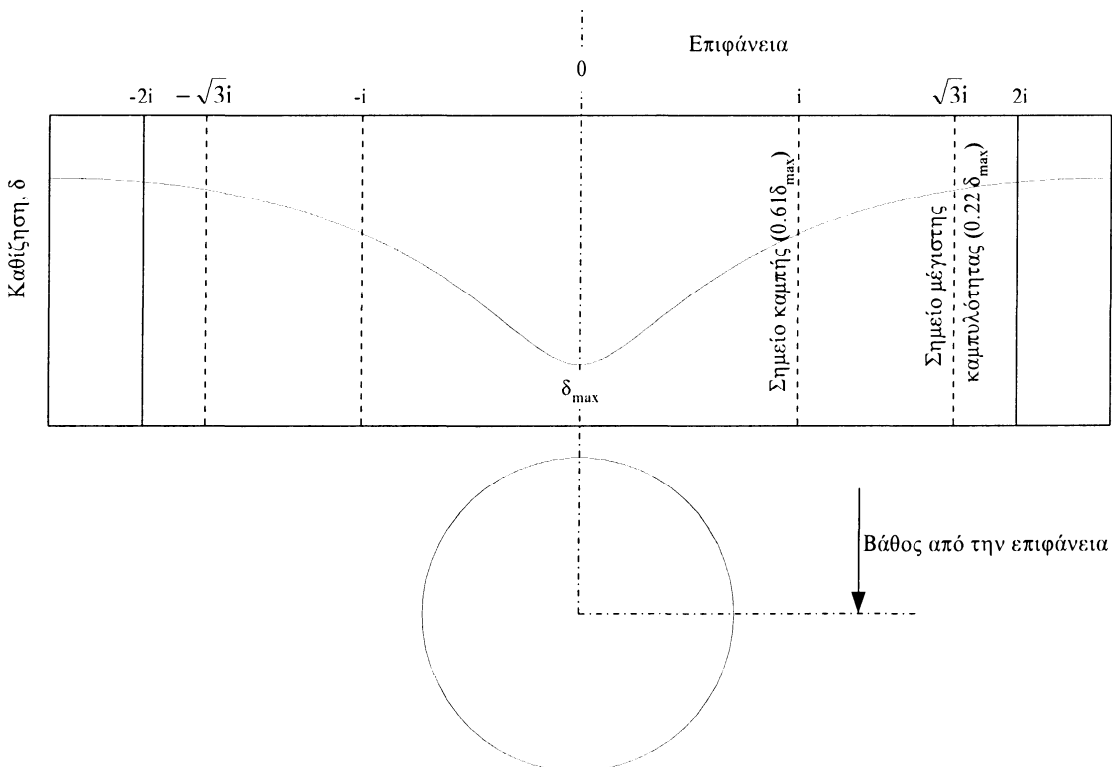 Επιφάνεια
0
-2i
−√3i
-i
i
√3i
2i
Καθίζηση, δ
Σημείο καμπής (0.61δmax)
Σημείο μέγιστης
καμπυλότητας (0.22 δmax)
δmax
Βάθος από την επιφάνεια